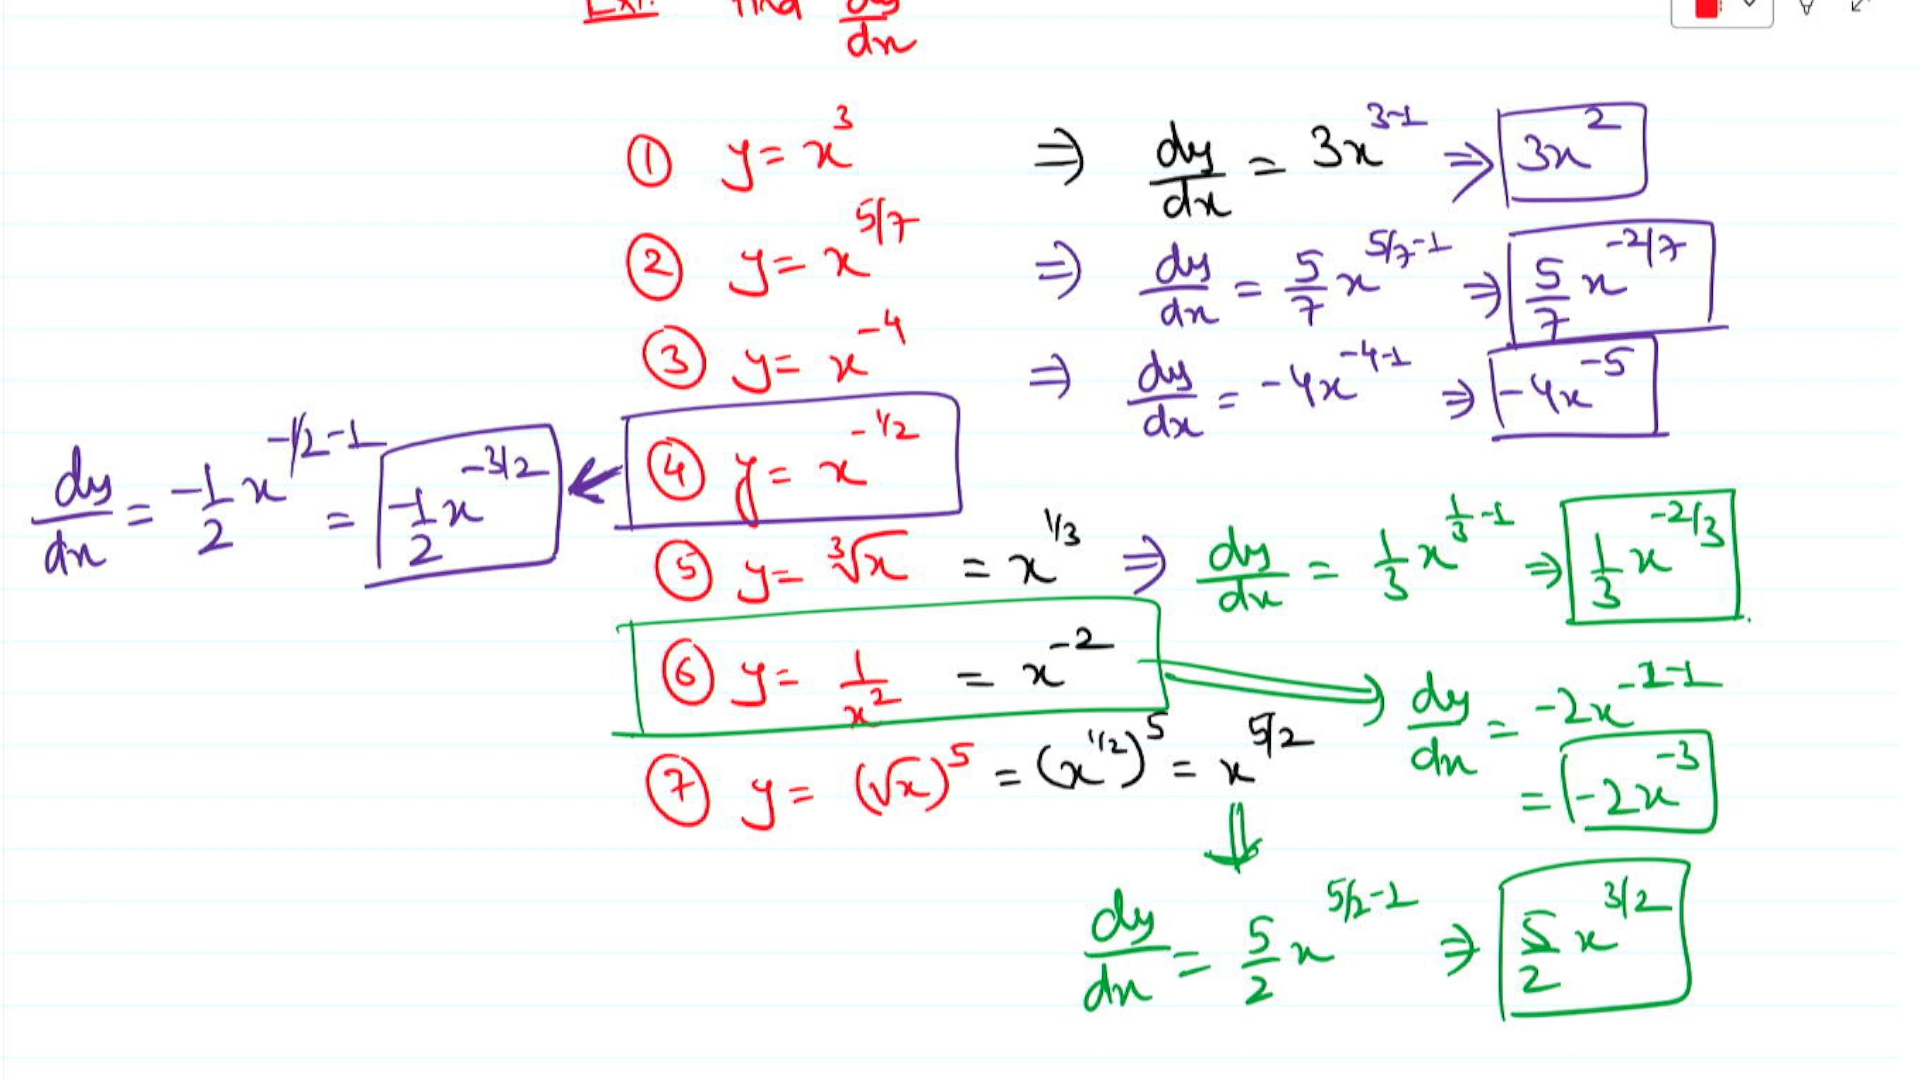 Ex1. find dy/dx
① y = x^3 ⇒ dy/dx = 3x^(3-1) ⇒ 3x^2
② y = x^(5/7) ⇒ dy/dx = 5/7 x^(5/7-1) ⇒ 5/7 x^(-2/7)
③ y = x^(-4) ⇒ dy/dx = -4x^(-4-1) ⇒ -4x^(-5)
④ y = x^(-1/2)
dy/dx = -1/2 x^(-1/2-1) = -1/2 x^(-3/2)
⑤ y = ∛x = x^(1/3) ⇒ dy/dx = 1/3 x^(1/3-1) ⇒ 1/3 x^(-2/3)
⑥ y = 1/x^2 = x^(-2) ⇒ dy/dx = -2x^(-2-1)
= -2x^(-3)
⑦ y = (√x)^5 = (x^(1/2))^5 = x^(5/2)
dy/dx = 5/2 x^(5/2-1) ⇒ 5/2 x^(3/2)